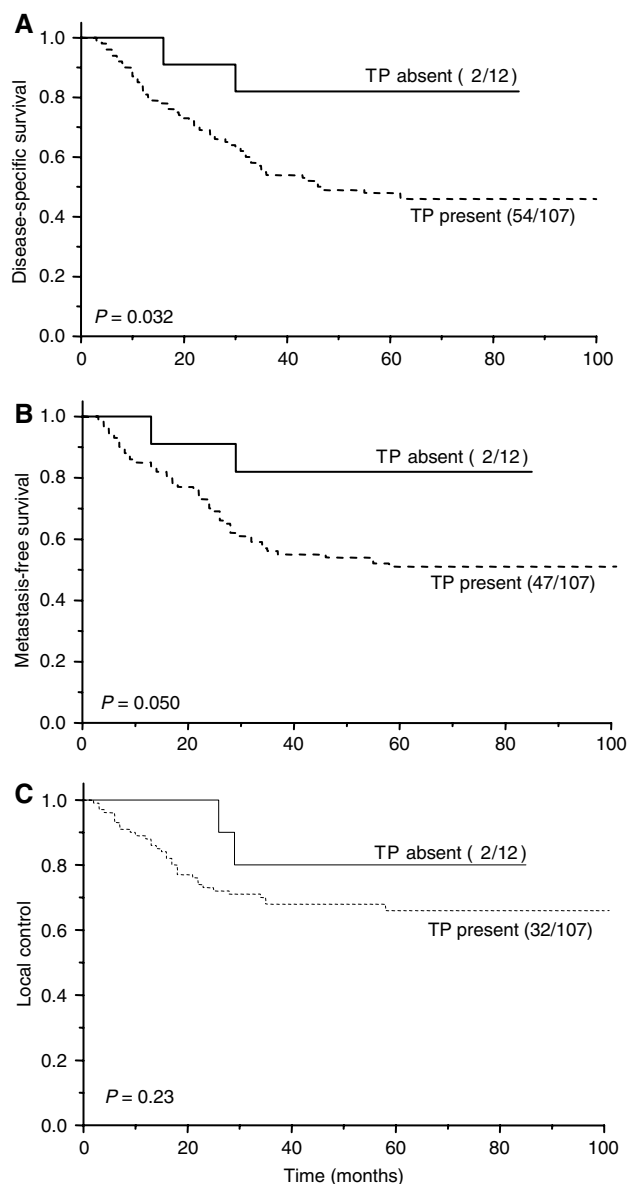 A
Disease-specific survival
1.0
0.8
0.6
0.4
0.2
0.0
TP absent ( 2/12)
TP present (54/107)
P = 0.032
0 20 40 60 80 100
B
Metastasis-free survival
1.0
0.8
0.6
0.4
0.2
0.0
TP absent ( 2/12)
TP present (47/107)
P = 0.050
0 20 40 60 80 100
C
Local control
1.0
0.8
0.6
0.4
0.2
0.0
TP absent ( 2/12)
TP present (32/107)
P = 0.23
0 20 40 60 80 100
Time (months)